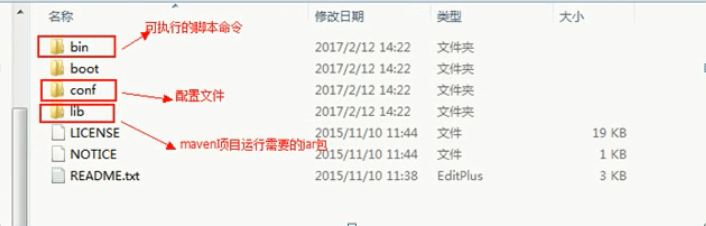 名称 修改日期 类型 大小
可执行的脚本命令
bin 2017/2/12 14:22 文件夹
boot 2017/2/12 14:22 文件夹
conf 2017/2/12 14:22 文件夹
配置文件
lib 2017/2/12 14:22 文件夹
LICENSE 2015/11/10 11:44 文件 19 KB
maven项目运行需要的jar包
NOTICE 2015/11/10 11:44 文件 1 KB
README.txt 2015/11/10 11:38 EditPlus 3 KB